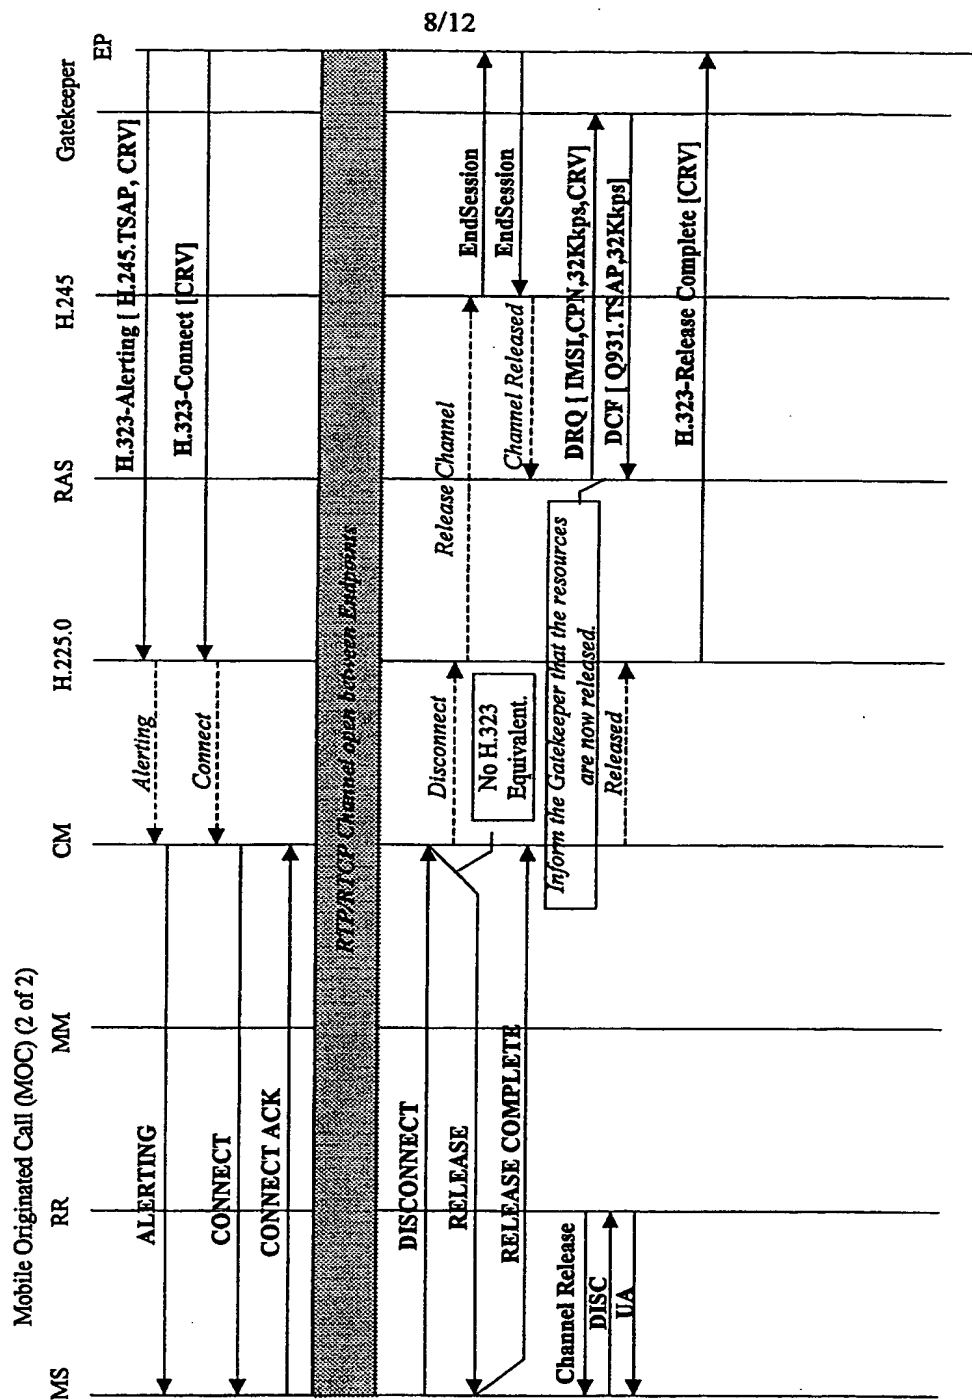 8/12
Mobile Originated Call (MOC) (2 of 2)
MS
RR
MM
CM
H.225.0
RAS
H.245
Gatekeeper
EP
H.323-Alerting [ H.245.TSAP, CRV]
Alerting
ALERTING
H.323-Connect [CRV]
Connect
CONNECT
CONNECT ACK
RTP/RTCP Channel open between Endpoints
DISCONNECT
Disconnect
Release Channel
EndSession
No H.323
Equivalent.
RELEASE
EndSession
Channel Released
RELEASE COMPLETE
Inform the Gatekeeper that the resources
are now released.
DRQ [ IMSI,CPN,32Kkps,CRV]
DCF [ Q931.TSAP,32Kkps]
Released
H.323-Release Complete [CRV]
Channel Release
DISC
UA